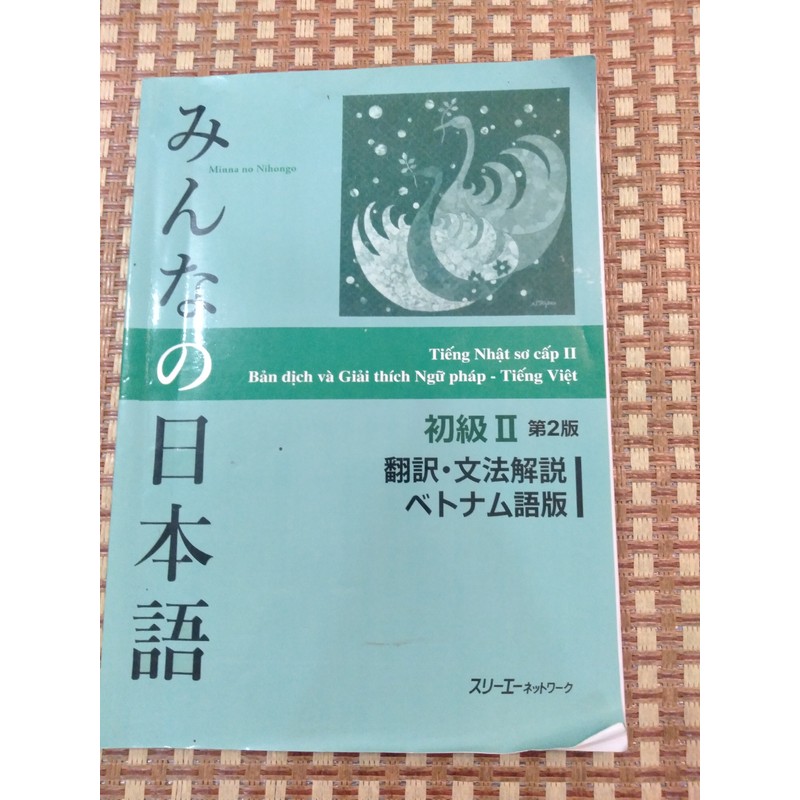 みんなの日本語
Minna no Nihongo
Tiếng Nhật sơ cấp II
Bản dịch và Giải thích Ngữ pháp - Tiếng Việt
初級 II 第2版
翻訳・文法解説
ベトナム語版
スリーエーネットワーク